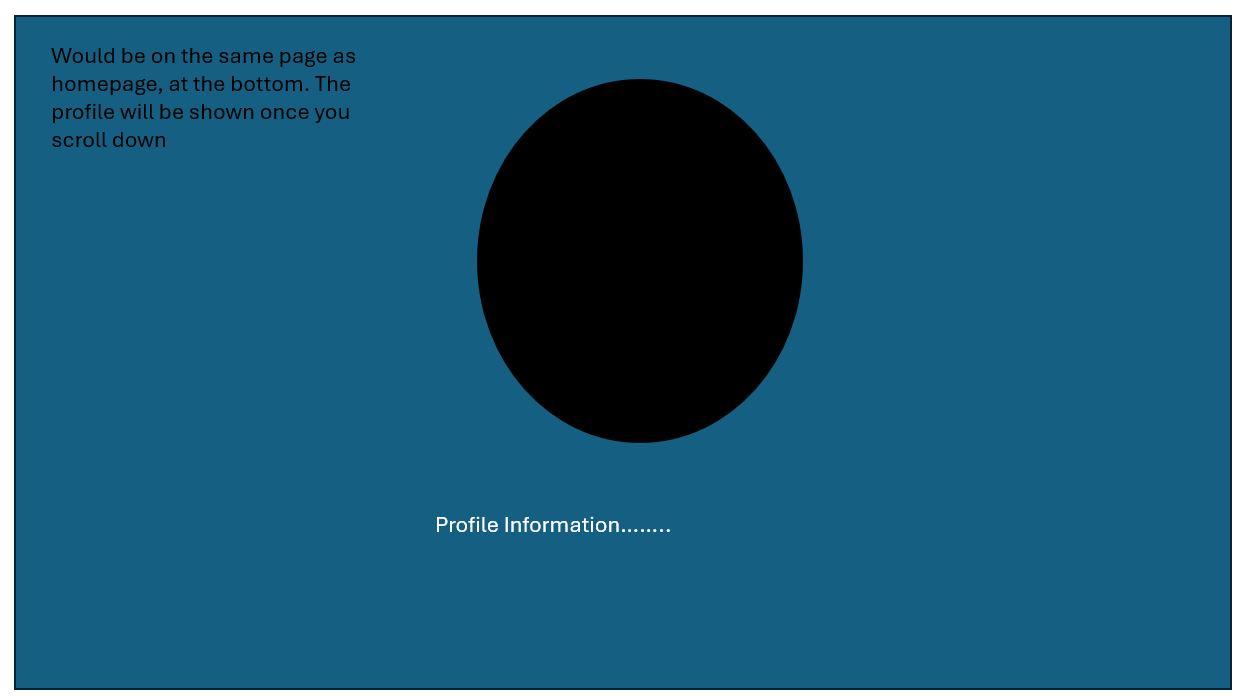 Would be on the same page as
homepage, at the bottom. The
profile will be shown once you
scroll down
Profile Information........